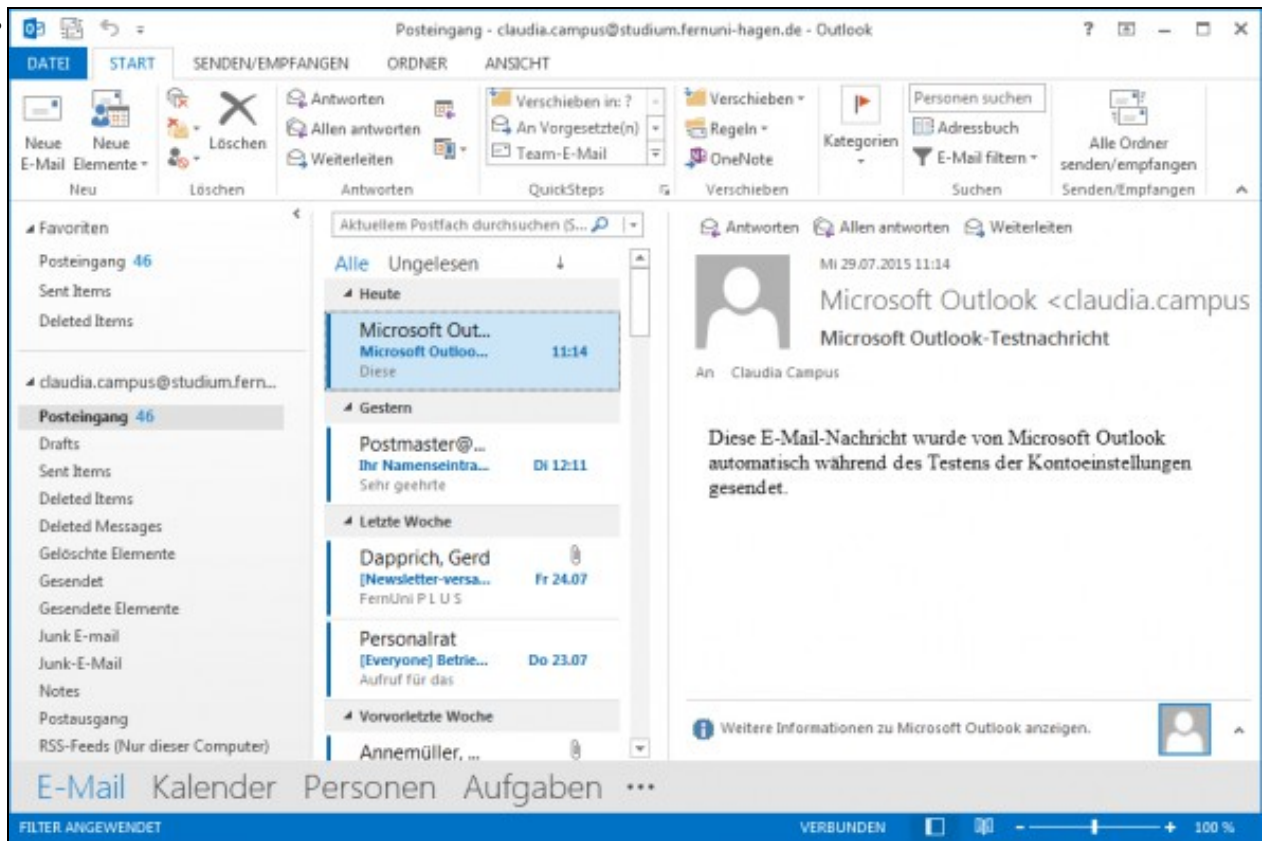 Posteingang - claudia.campus@studium.fernuni-hagen.de - Outlook
DATEI START SENDEN/EMPFANGEN ORDNER ANSICHT
Neue E-Mail
Neue Elemente
Neu
Löschen
Löschen
Antworten
Allen antworten
Weiterleiten
Antworten
Verschieben in: ?
An Vorgesetzte(n)
Team-E-Mail
QuickSteps
Verschieben
Regeln
OneNote
Verschieben
Kategorien
Personen suchen
Adressbuch
E-Mail filtern
Suchen
Alle Ordner
senden/empfangen
Senden/Empfangen
Favoriten
Posteingang 46
Sent Items
Deleted Items
claudia.campus@studium.fern...
Posteingang 46
Drafts
Sent Items
Deleted Items
Deleted Messages
Gelöschte Elemente
Gesendet
Gesendete Elemente
Junk E-mail
Junk-E-Mail
Notes
Postausgang
RSS-Feeds (Nur dieser Computer)
Aktuellem Postfach durchsuchen (S...
Alle Ungelesen
Heute
Microsoft Out...
Microsoft Outloo... 11:14
Diese
Gestern
Postmaster@...
Ihr Namenseintra... Di 12:11
Sehr geehrte
Letzte Woche
Dapprich, Gerd
[Newsletter-versa... Fr 24.07
FernUni P L U S
Personalrat
[Everyone] Betrie... Do 23.07
Aufruf für das
Vorvorletzte Woche
Annemüller, ...
Antworten Allen antworten Weiterleiten
Mi 29.07.2015 11:14
Microsoft Outlook <claudia.campus
Microsoft Outlook-Testnachricht
An Claudia Campus
Diese E-Mail-Nachricht wurde von Microsoft Outlook
automatisch während des Testens der Kontoeinstellungen
gesendet.
Weitere Informationen zu Microsoft Outlook anzeigen.
E-Mail Kalender Personen Aufgaben ...
FILTER ANGEWENDET VERBUNDEN 100 %